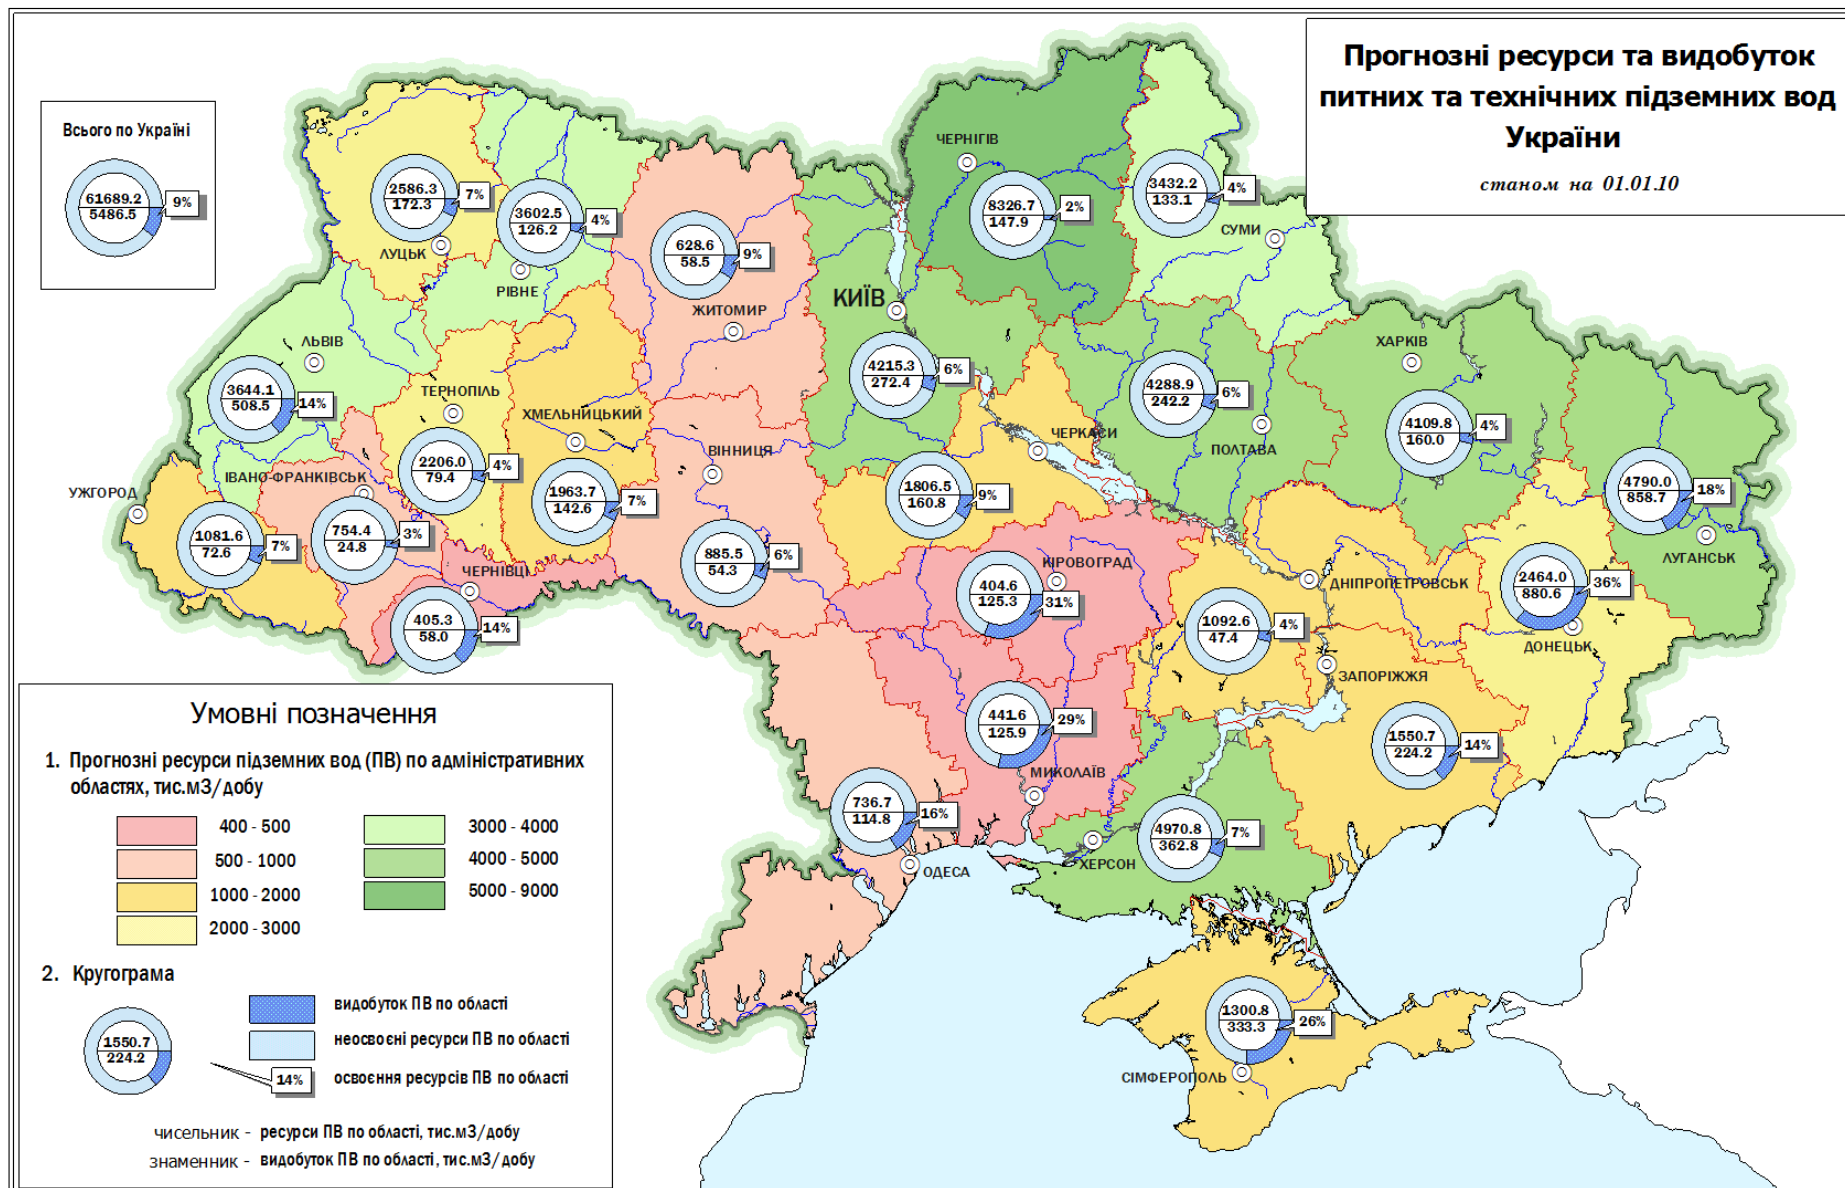 Прогнозні ресурси та видобуток
питних та технічних підземних вод
України
станом на 01.01.10
Всього по Україні
61689.2
5486.5
9%
ЛУЦЬК
2586.3
172.3
7%
РІВНЕ
3602.5
126.2
4%
ЖИТОМИР
628.6
58.5
9%
ЧЕРНІГІВ
8326.7
147.9
2%
СУМИ
3432.2
133.1
4%
КИЇВ
4215.3
272.4
6%
ЛЬВІВ
3644.1
508.5
14%
ТЕРНОПІЛЬ
2206.0
79.4
4%
ХМЕЛЬНИЦЬКИЙ
1963.7
142.6
7%
ВІННИЦЯ
885.5
54.3
6%
ЧЕРКАСИ
1806.5
160.8
9%
ПОЛТАВА
4288.9
242.2
6%
ХАРКІВ
4109.8
160.0
4%
ЛУГАНСЬК
4790.0
858.7
18%
УЖГОРОД
1081.6
72.6
7%
ІВАНО-ФРАНКІВСЬК
754.4
24.8
3%
ЧЕРНІВЦІ
405.3
58.0
14%
КІРОВОГРАД
404.6
125.3
31%
ДНІПРОПЕТРОВСЬК
1092.6
47.4
4%
ДОНЕЦЬК
2464.0
880.6
36%
ЗАПОРІЖЖЯ
1550.7
224.2
14%
МИКОЛАЇВ
441.6
125.9
29%
ОДЕСА
736.7
114.8
16%
ХЕРСОН
4970.8
362.8
7%
СІМФЕРОПОЛЬ
1300.8
333.3
26%
Умовні позначення
1. Прогнозні ресурси підземних вод (ПВ) по адміністративних
областях, тис.м3/добу
400 - 500
500 - 1000
1000 - 2000
2000 - 3000
3000 - 4000
4000 - 5000
5000 - 9000
2. Кругограма
1550.7
224.2
видобуток ПВ по області
неосвоєні ресурси ПВ по області
14%
освоєння ресурсів ПВ по області
чисельник - ресурси ПВ по області, тис.м3/добу
знаменник - видобуток ПВ по області, тис.м3/добу